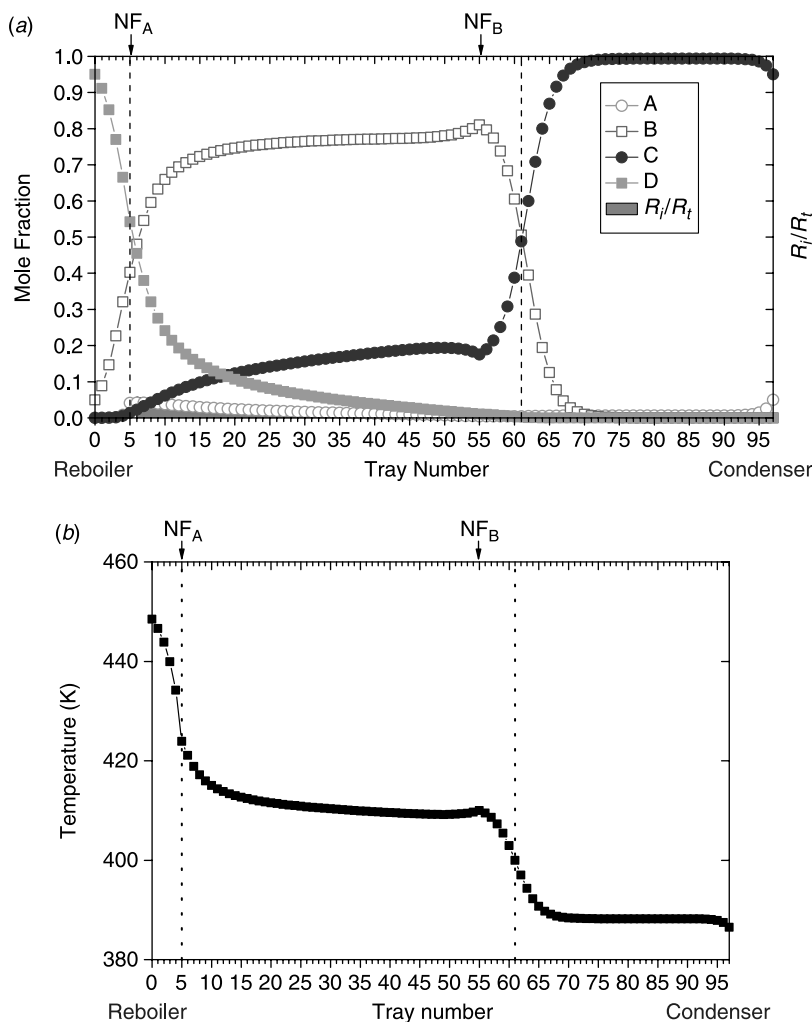 (a)
NF_A NF_B
1.0
0.9
0.8
0.7
0.6
0.5
0.4
0.3
0.2
0.1
0.0
Mole Fraction
A
B
C
D
R_i/R_t
R_i/R_t
0 5 10 15 20 25 30 35 40 45 50 55 60 65 70 75 80 85 90 95
Reboiler Tray Number Condenser
(b)
NF_A NF_B
460
440
420
400
380
Temperature (K)
0 5 10 15 20 25 30 35 40 45 50 55 60 65 70 75 80 85 90 95
Reboiler Tray number Condenser